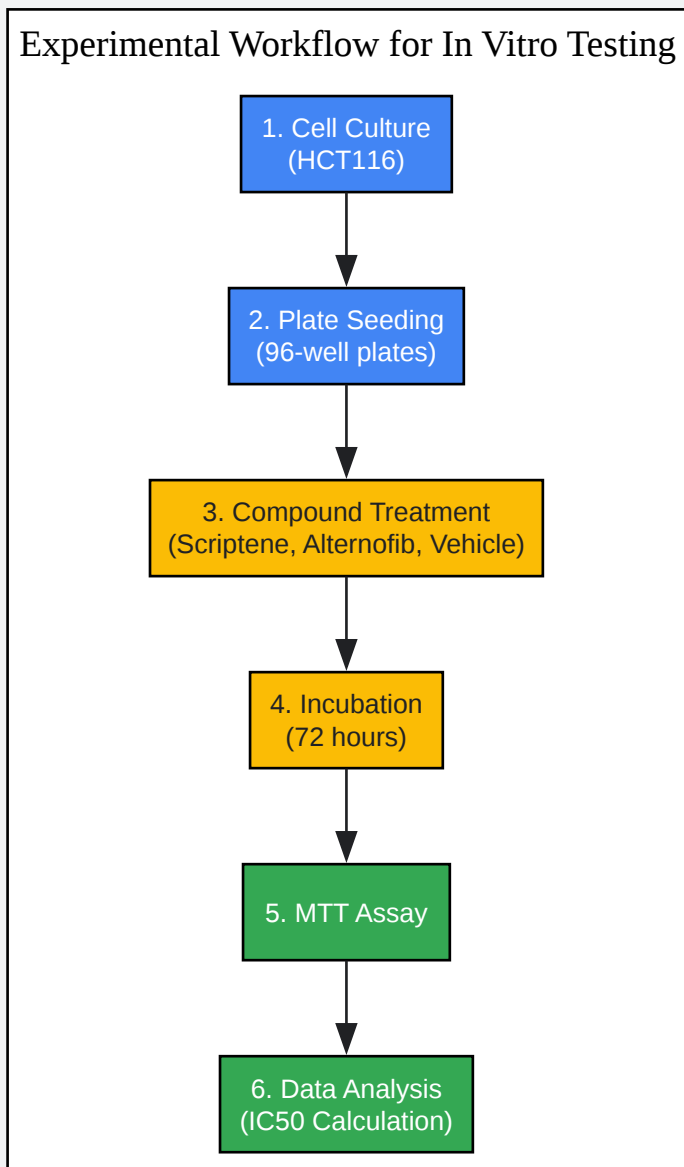 Experimental Workflow for In Vitro Testing
1. Cell Culture
(HCT116)
2. Plate Seeding
(96-well plates)
3. Compound Treatment
(Scriptene, Alternofib, Vehicle)
4. Incubation
(72 hours)
5. MTT Assay
6. Data Analysis
(IC50 Calculation)